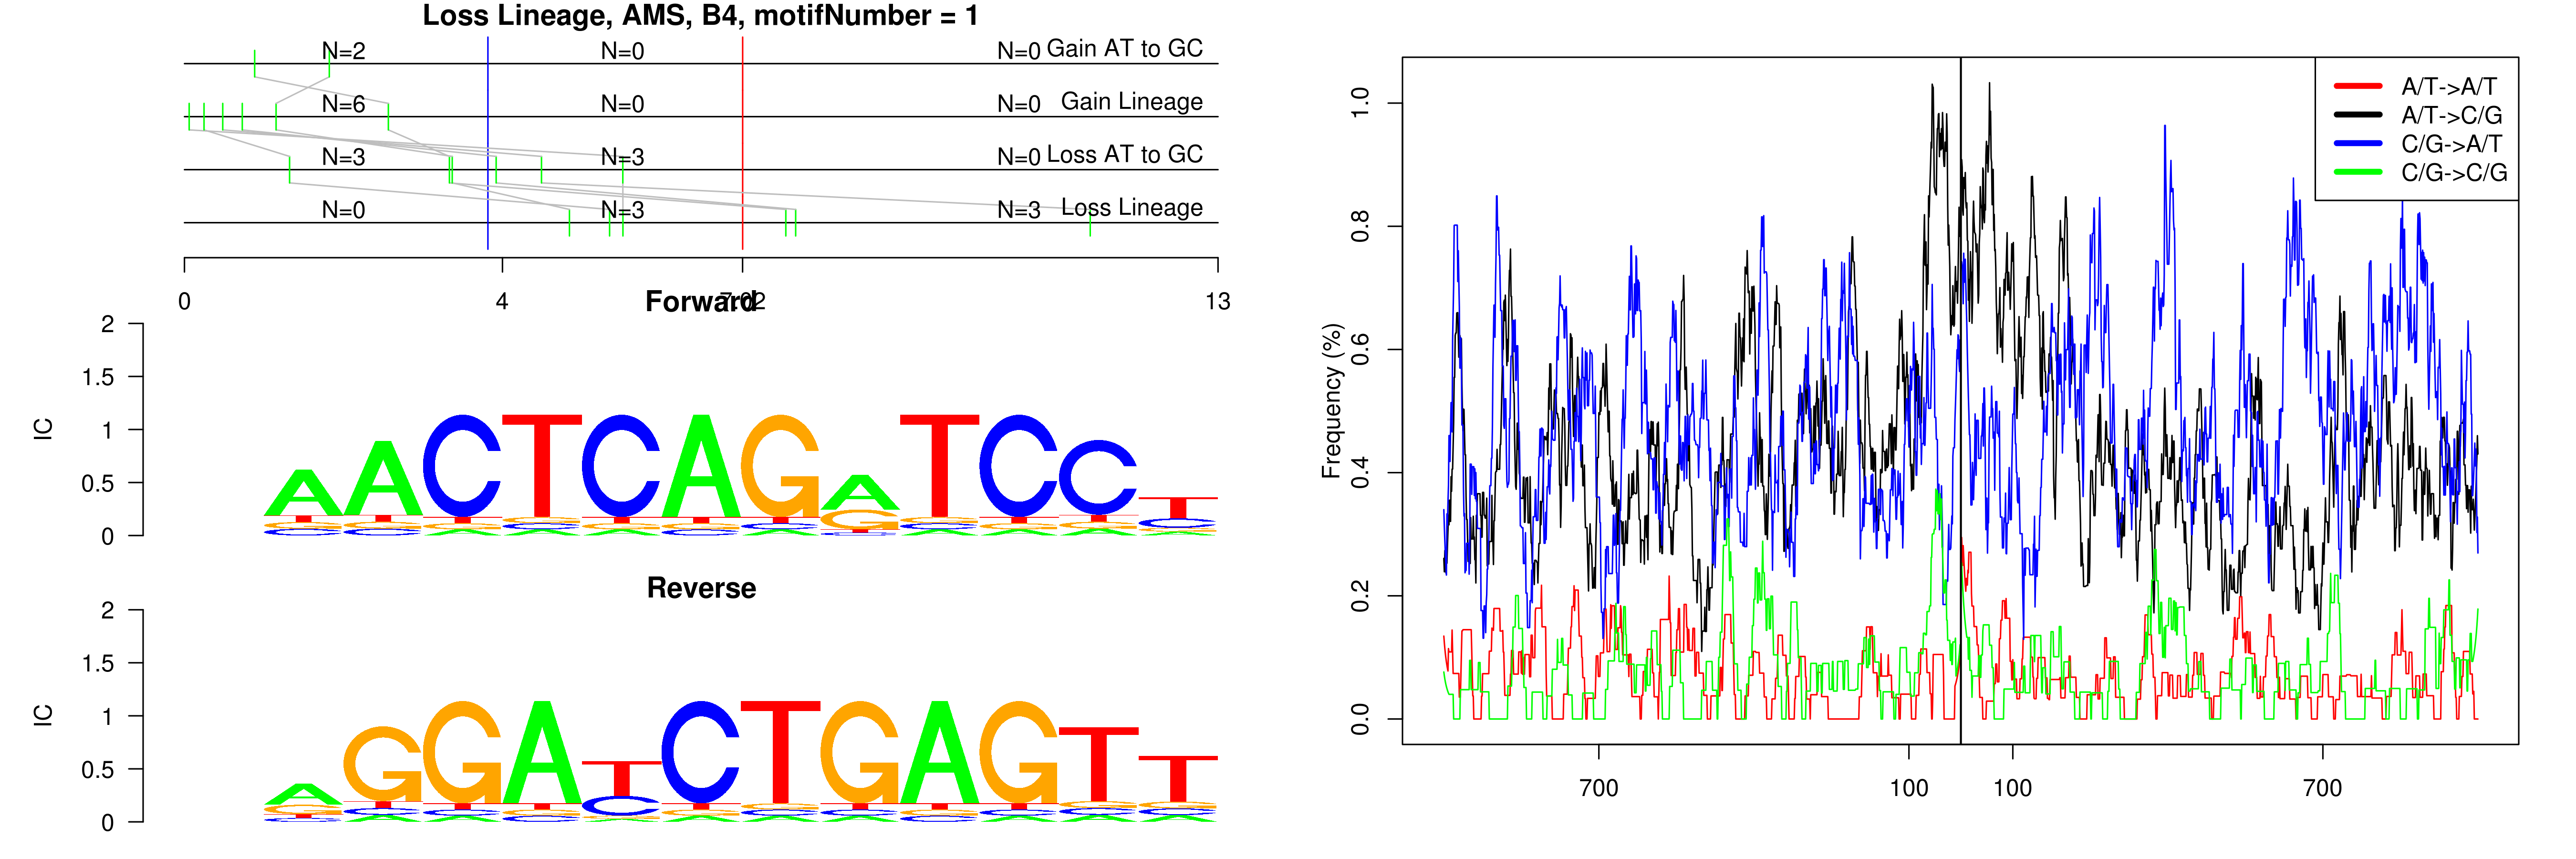 Loss Lineage, AMS, B4, motifNumber = 1
N=2 N=0 N=0 Gain AT to GC
N=6 N=0 N=0 Gain Lineage
N=3 N=3 N=0 Loss AT to GC
N=0 N=3 N=3 Loss Lineage
0 4 7.02 13
Forward
IC
2
1.5
1
0.5
0
AACTCAGATCCT
Reverse
IC
2
1.5
1
0.5
0
AGGATCTGAGTT
Frequency (%)
1.0
0.8
0.6
0.4
0.2
0.0
A/T->A/T
A/T->C/G
C/G->A/T
C/G->C/G
700 100 100 700